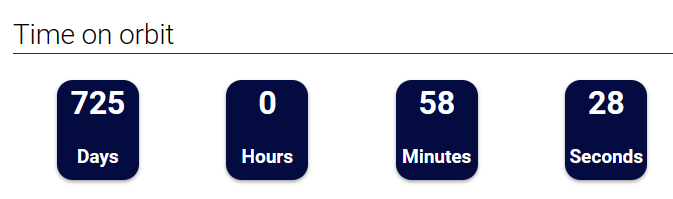 Time on orbit
725 0 58 28
Days Hours Minutes Seconds